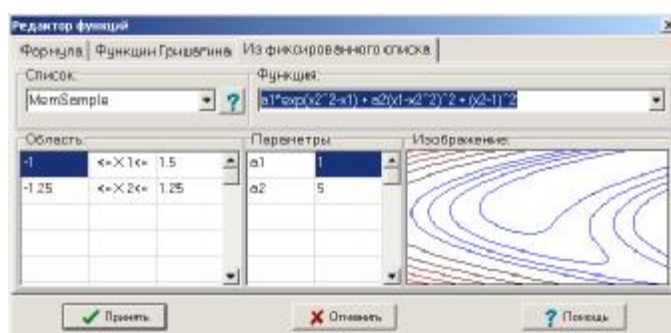 Редактор функций
Формула Функции Гришагина Из фиксированного списка
Список: Функция:
MemSample ? a1*exp(x2^2-x1) + a2(x1-x2^2)^2 + (x2-1)^2
Область: Параметры Изображение:
-1 <=X1<= 1.5 a1 1
-1.25 <=X2<= 1.25 a2 5
Принять Отменить ? Помощь